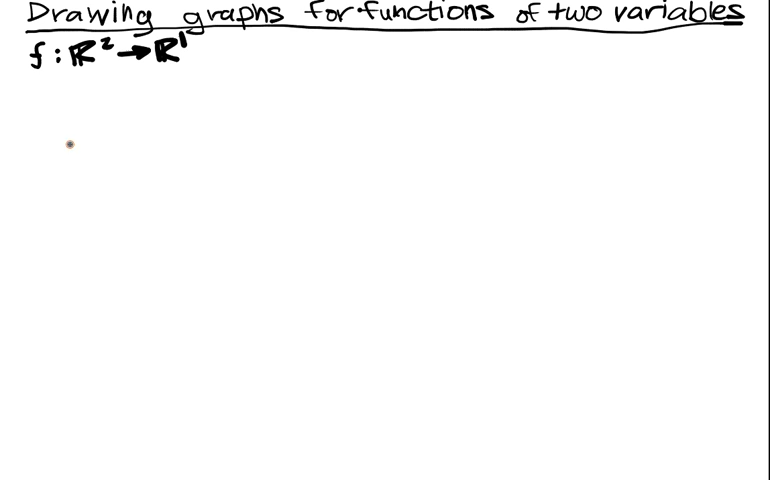 Drawing graphs for functions of two variables
f : ℝ² → ℝ¹